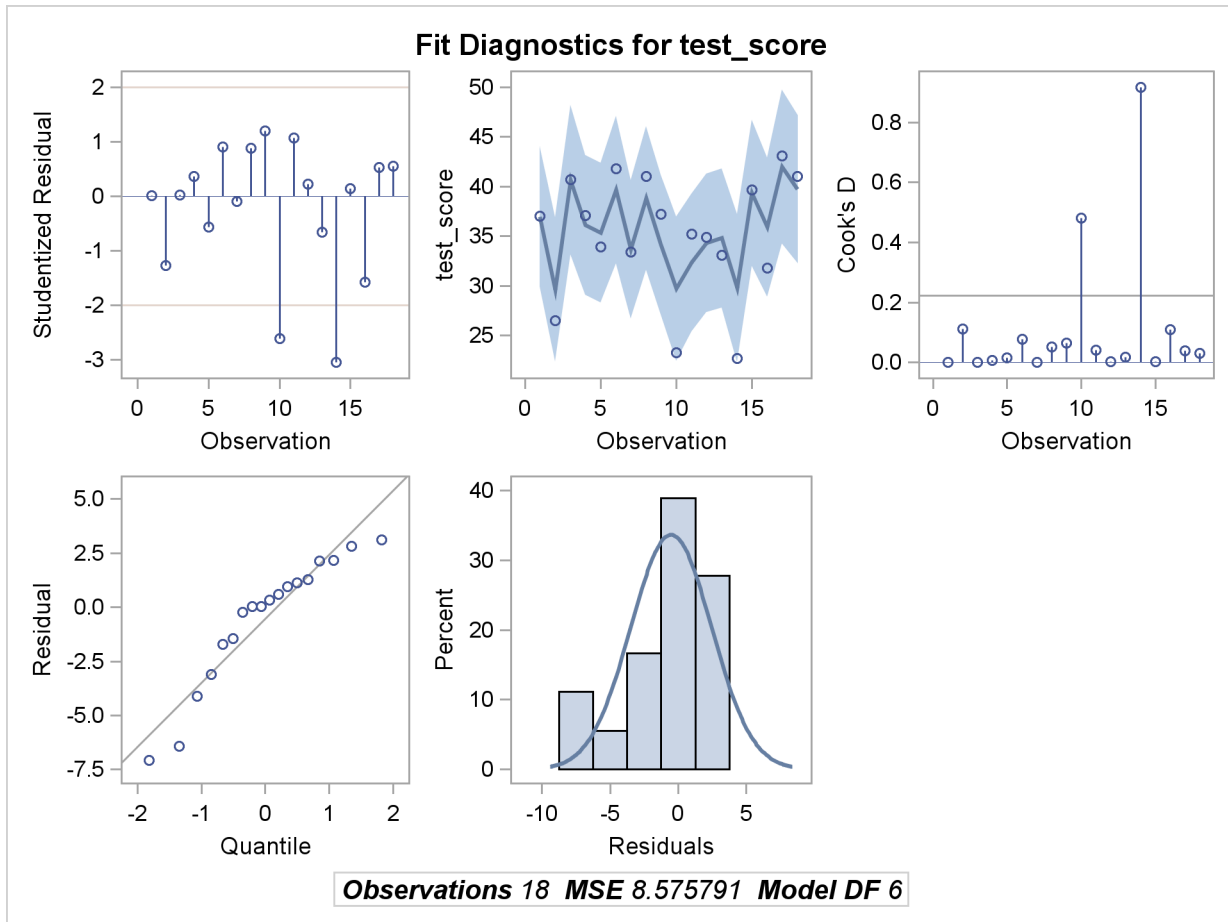 Fit Diagnostics for test_score
Studentized Residual
2
1
0
-1
-2
-3
0 5 10 15
Observation
test_score
50
45
40
35
30
25
0 5 10 15
Observation
Cook's D
0.8
0.6
0.4
0.2
0.0
0 5 10 15
Observation
Residual
5.0
2.5
0.0
-2.5
-5.0
-7.5
-2 -1 0 1 2
Quantile
Percent
40
30
20
10
0
-10 -5 0 5
Residuals
Observations 18 MSE 8.575791 Model DF 6